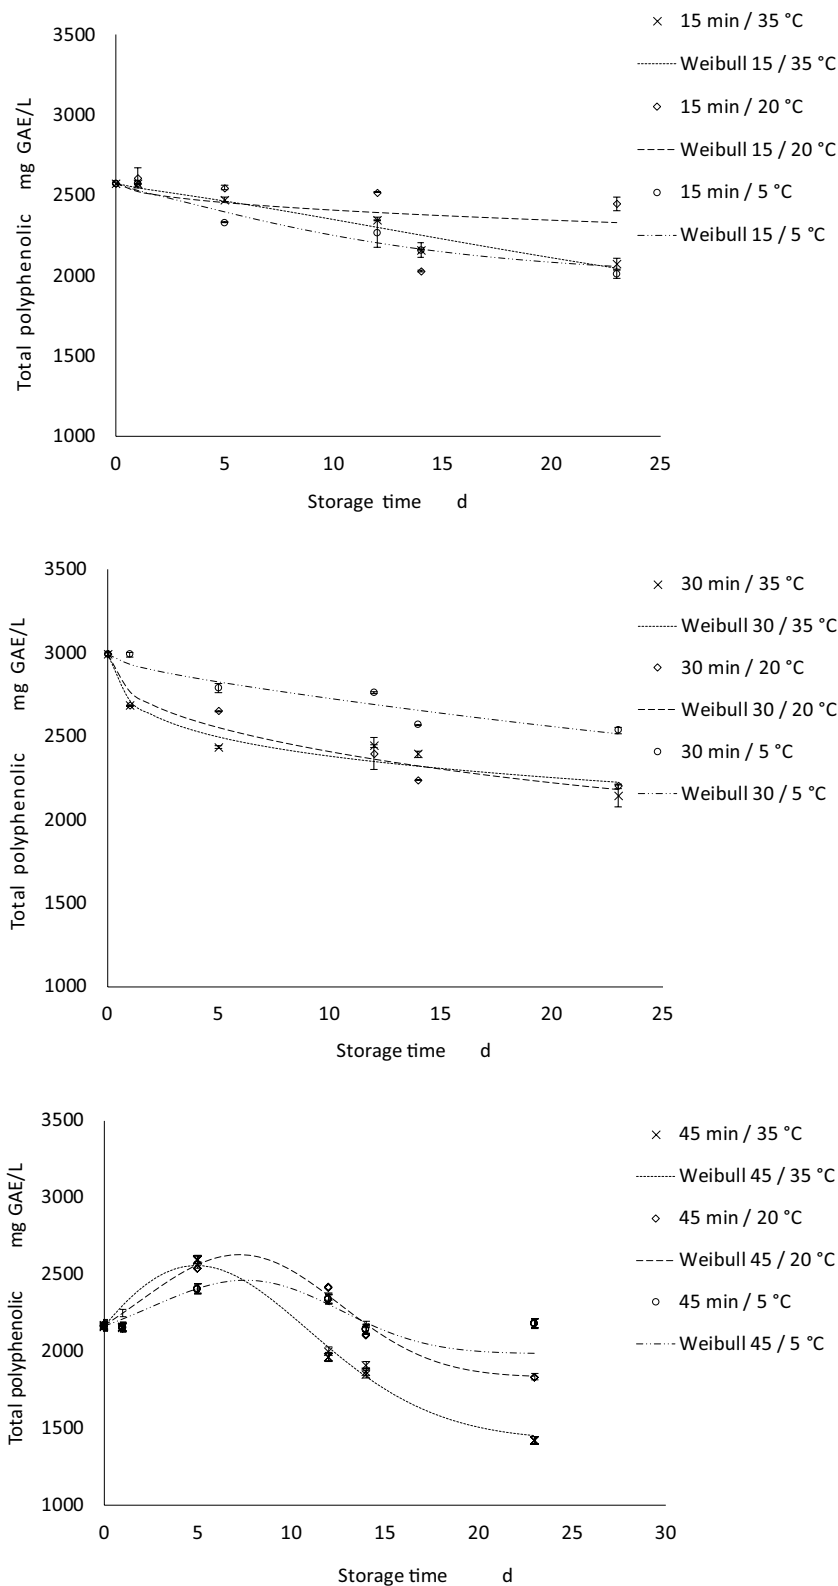 3500
3000
2500
2000
1500
1000
Total polyphenolic mg GAE/L
0 5 10 15 20 25
Storage time d
15 min / 35 °C
Weibull 15 / 35 °C
15 min / 20 °C
Weibull 15 / 20 °C
15 min / 5 °C
Weibull 15 / 5 °C
3500
3000
2500
2000
1500
1000
Total polyphenolic mg GAE/L
0 5 10 15 20 25
Storage time d
30 min / 35 °C
Weibull 30 / 35 °C
30 min / 20 °C
Weibull 30 / 20 °C
30 min / 5 °C
Weibull 30 / 5 °C
3500
3000
2500
2000
1500
1000
Total polyphenolic mg GAE/L
0 5 10 15 20 25 30
Storage time d
45 min / 35 °C
Weibull 45 / 35 °C
45 min / 20 °C
Weibull 45 / 20 °C
45 min / 5 °C
Weibull 45 / 5 °C